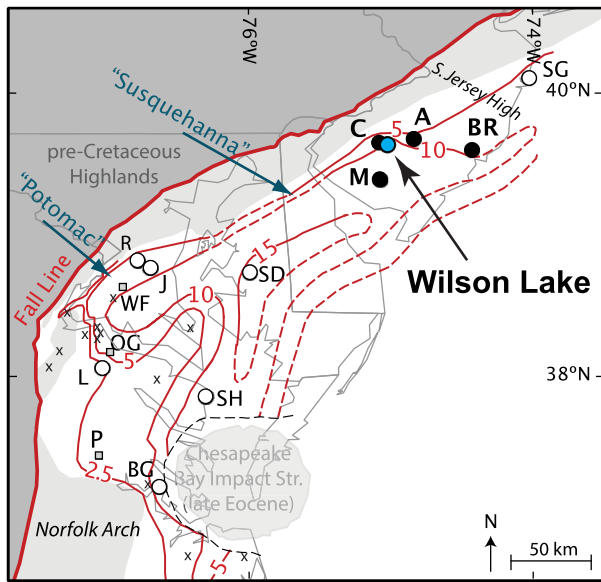 76°W
74°W
SG
40°N
S. Jersey High
"Susquehanna"
C
5
A
BR
10
M
pre-Cretaceous
Highlands
"Potomac"
Wilson Lake
Fall Line
R
J
15
SD
WF
10
OG
5
L
38°N
SH
P
Chesapeake
Bay Impact Str.
(late Eocene)
2.5
BG
5
Norfolk Arch
N
50 km
5
x
x
x
x
x
x
x
x
x
x
x
x